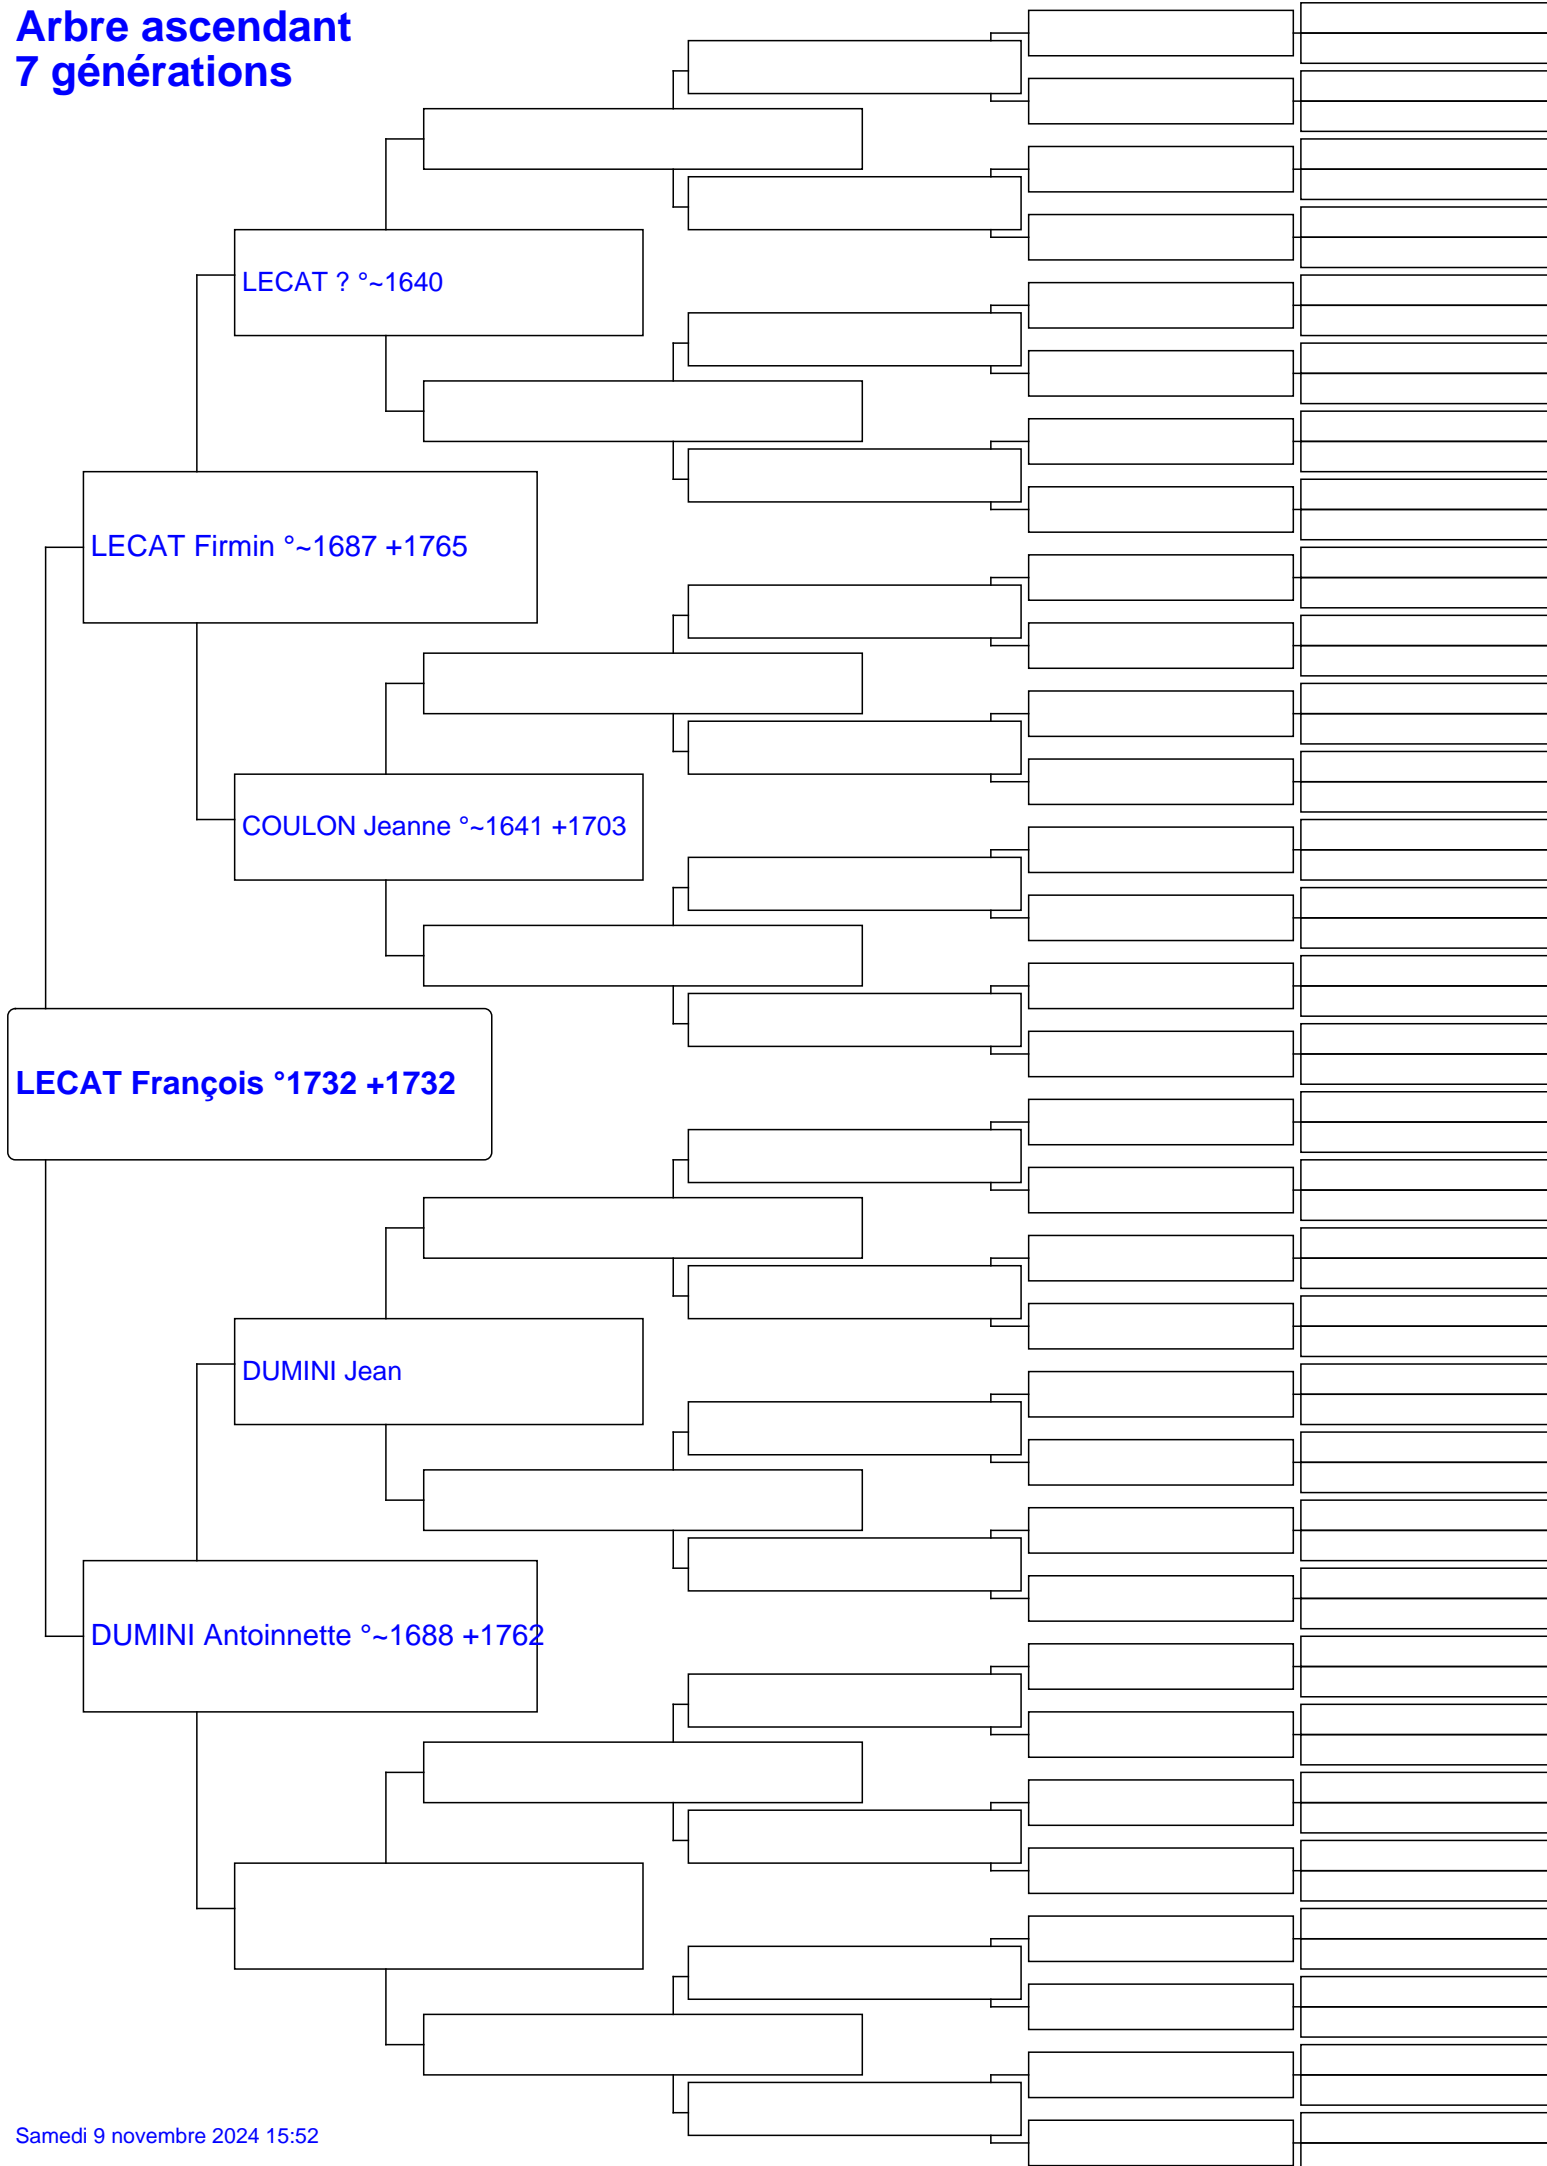 Arbre ascendant
7 générations
LECAT ? °~1640
LECAT Firmin °~1687 +1765
COULON Jeanne °~1641 +1703
LECAT François °1732 +1732
DUMINI Jean
DUMINI Antoinnette °~1688 +1762
Samedi 9 novembre 2024 15:52